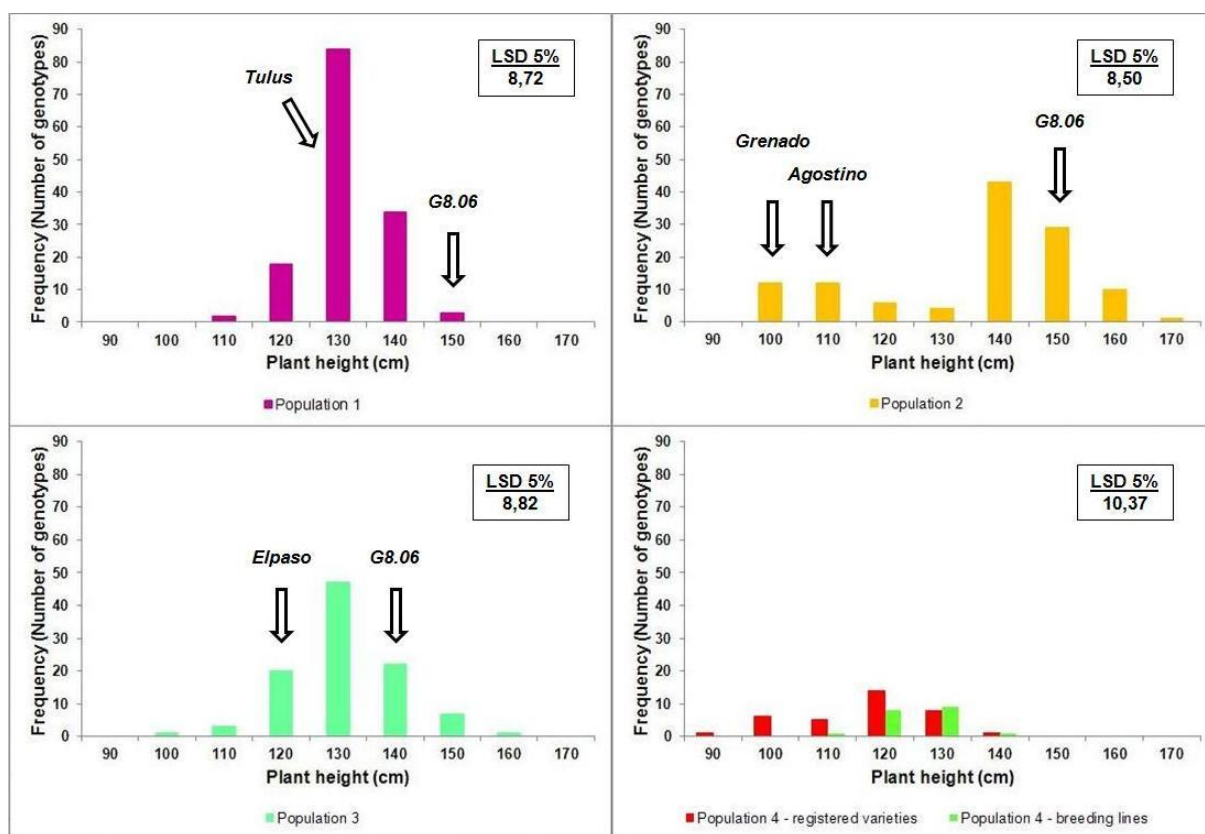 Frequency (Number of genotypes)
90
80
70
60
50
40
30
20
10
0
LSD 5%
8,72
Tulus
G8.06
90 100 110 120 130 140 150 160 170
Plant height (cm)
Population 1
Frequency (Number of genotypes)
90
80
70
60
50
40
30
20
10
0
LSD 5%
8,50
Grenado
Agostino
G8.06
90 100 110 120 130 140 150 160 170
Plant height (cm)
Population 2
Frequency (Number of genotypes)
90
80
70
60
50
40
30
20
10
0
LSD 5%
8,82
Elpaso
G8.06
90 100 110 120 130 140 150 160 170
Plant height (cm)
Population 3
Frequency (Number of genotypes)
90
80
70
60
50
40
30
20
10
0
LSD 5%
10,37
90 100 110 120 130 140 150 160 170
Plant height (cm)
Population 4 - registered varieties Population 4 - breeding lines